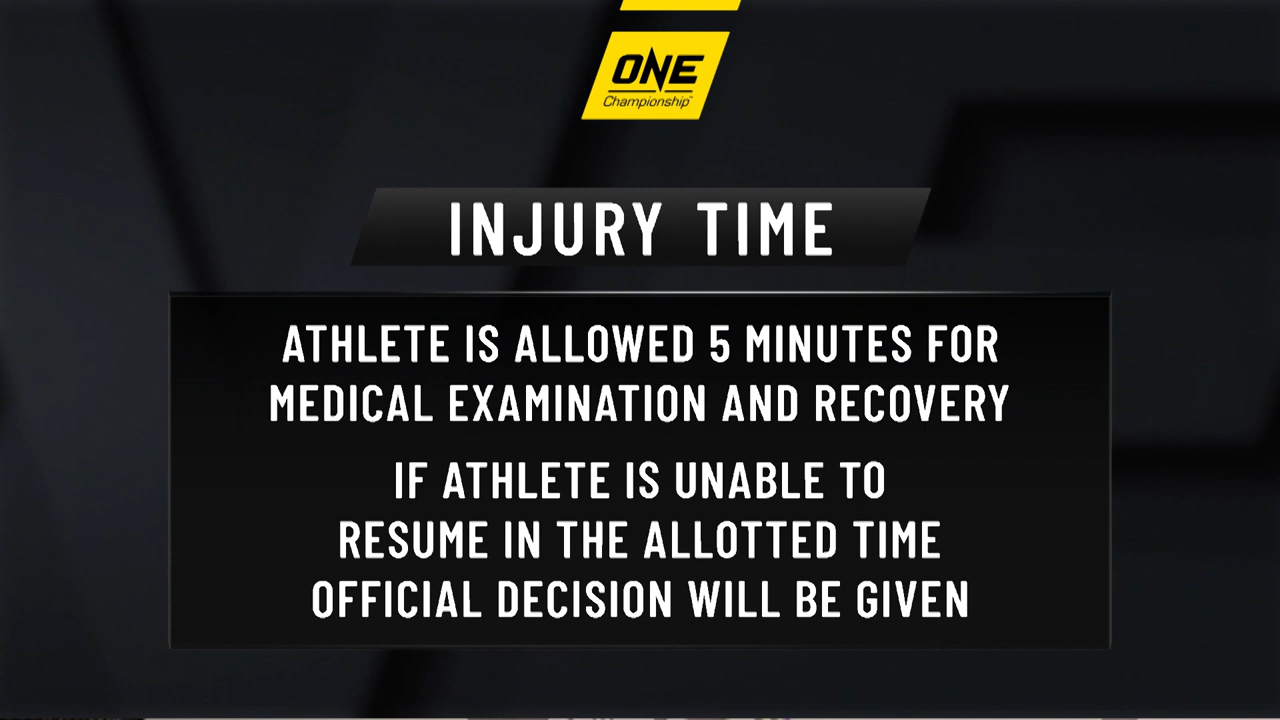 ONE
Championship™
INJURY TIME
ATHLETE IS ALLOWED 5 MINUTES FOR
MEDICAL EXAMINATION AND RECOVERY
IF ATHLETE IS UNABLE TO
RESUME IN THE ALLOTTED TIME
OFFICIAL DECISION WILL BE GIVEN